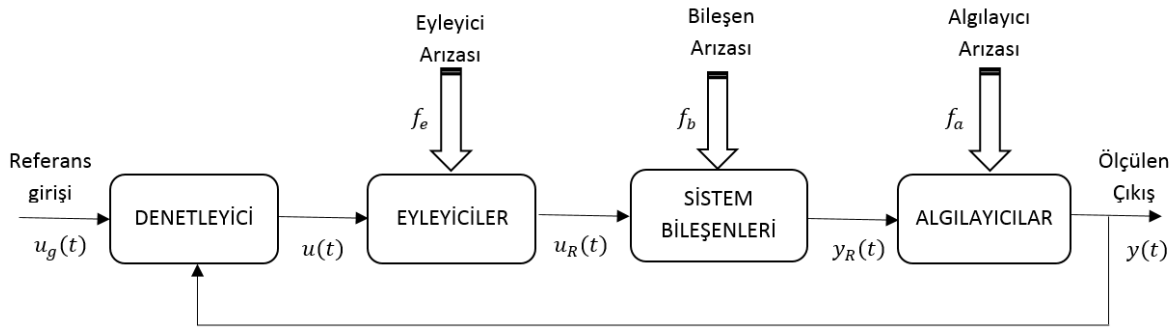 Eyleyici
Arızası
Bileşen
Arızası
Algılayıcı
Arızası
f_e
f_b
f_a
Referans
girişi
Ölçülen
Çıkış
DENETLEYİCİ
EYLEYİCİLER
SİSTEM
BİLEŞENLERİ
ALGILAYICILAR
u_g(t)
u(t)
u_R(t)
y_R(t)
y(t)